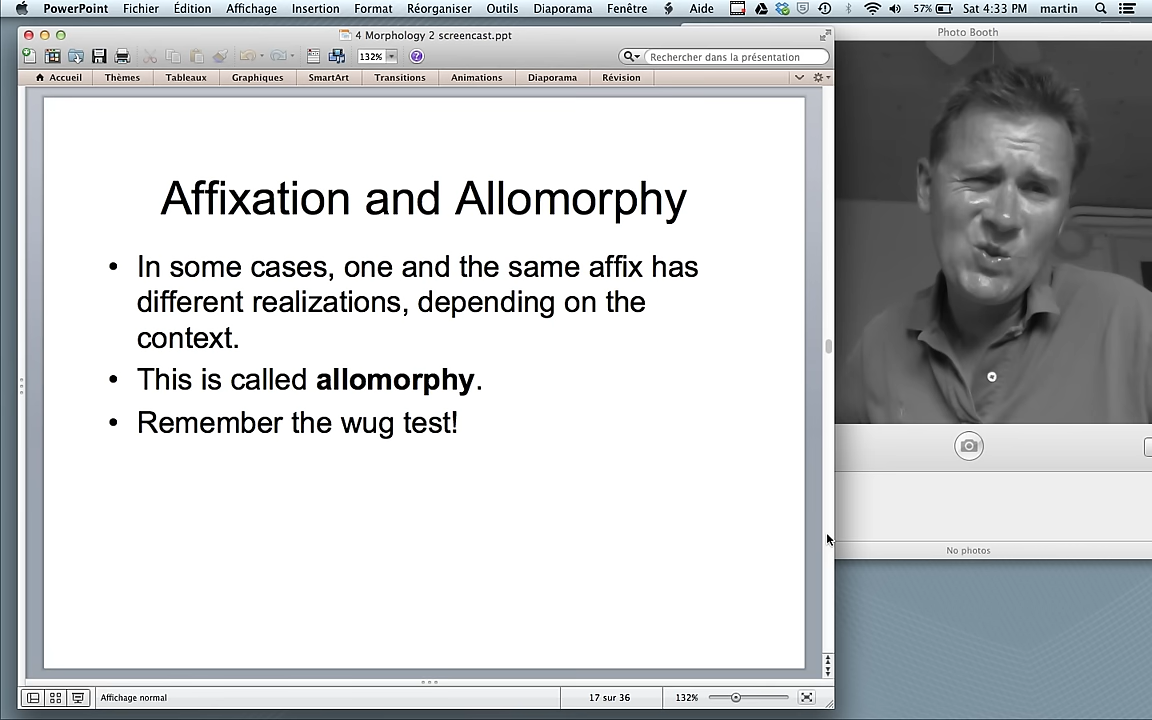 PowerPoint Fichier Édition Affichage Insertion Format Réorganiser Outils Diaporama Fenêtre Aide 57% Sat 4:33 PM martin
4 Morphology 2 screencast.ppt
Photo Booth
132% Rechercher dans la présentation
Accueil Thèmes Tableaux Graphiques SmartArt Transitions Animations Diaporama Révision
Affixation and Allomorphy
• In some cases, one and the same affix has
different realizations, depending on the
context.
• This is called allomorphy.
• Remember the wug test!
No photos
Affichage normal 17 sur 36 132%